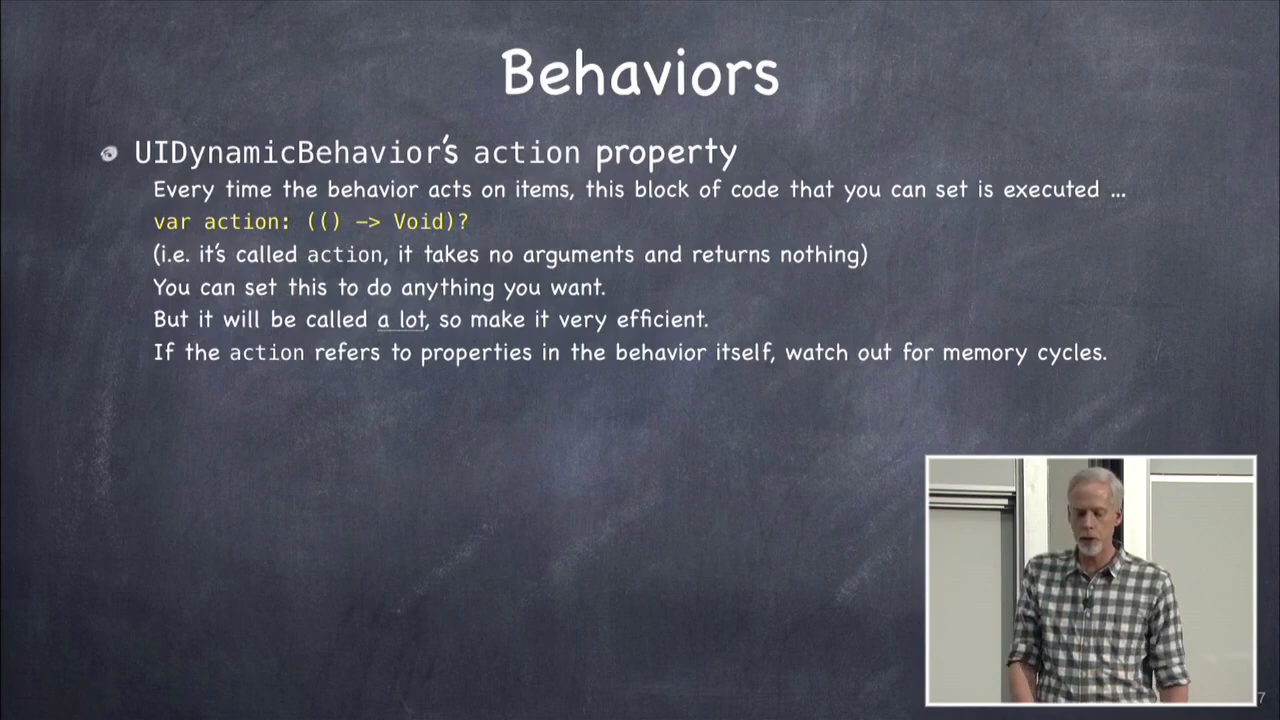 Behaviors
UIDynamicBehavior's action property
Every time the behavior acts on items, this block of code that you can set is executed ...
var action: (() -> Void)?
(i.e. it's called action, it takes no arguments and returns nothing)
You can set this to do anything you want.
But it will be called a lot, so make it very efficient.
If the action refers to properties in the behavior itself, watch out for memory cycles.
7